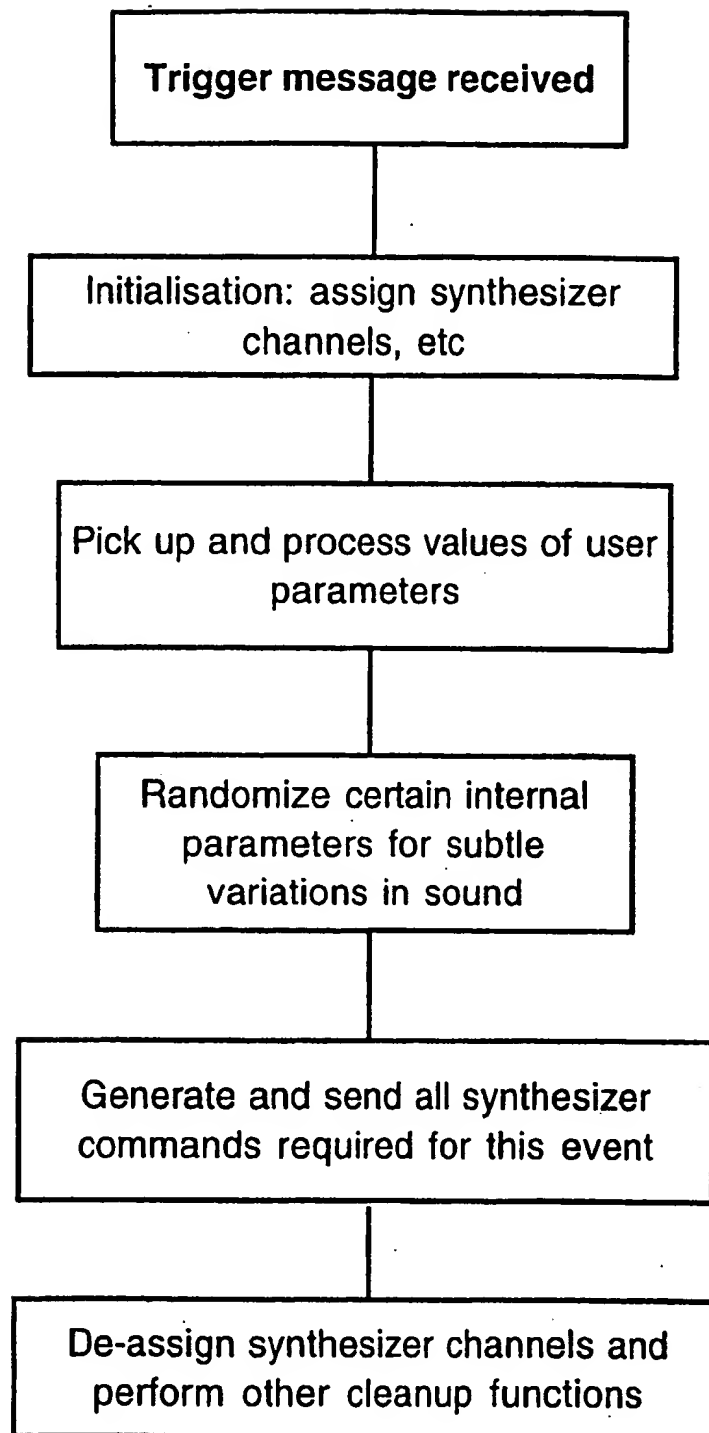 Trigger message received
Initialisation: assign synthesizer
channels, etc
Pick up and process values of user
parameters
Randomize certain internal
parameters for subtle
variations in sound
Generate and send all synthesizer
commands required for this event
De-assign synthesizer channels and
perform other cleanup functions